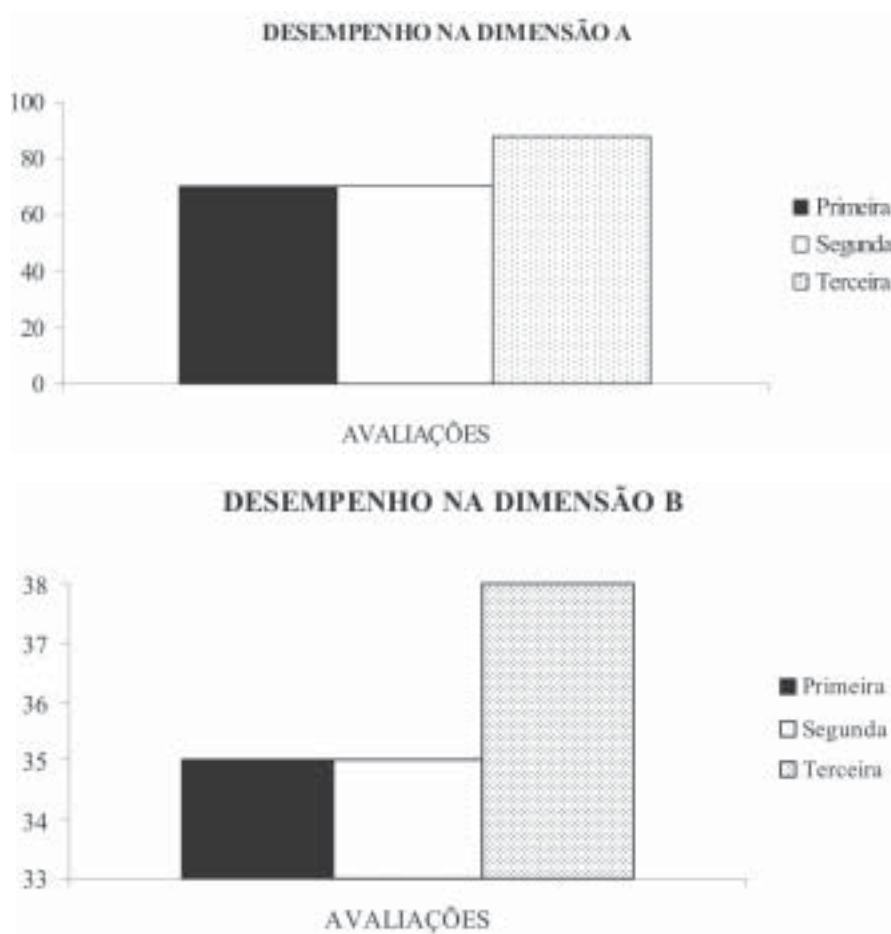 DESEMPENHO NA DIMENSÃO A
100
80
60
40
20
0
Primeira
Segunda
Terceira
AVALIAÇÕES
DESEMPENHO NA DIMENSÃO B
38
37
36
35
34
33
Primeira
Segunda
Terceira
AVALIAÇÕES